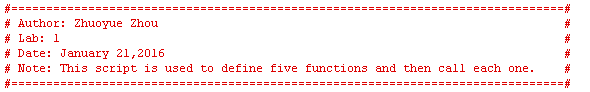 #===============================================================================#
# Author: Zhuoyue Zhou #
# Lab: 1 #
# Date: January 21,2016 #
# Note: This script is used to define five functions and then call each one. #
#===============================================================================#